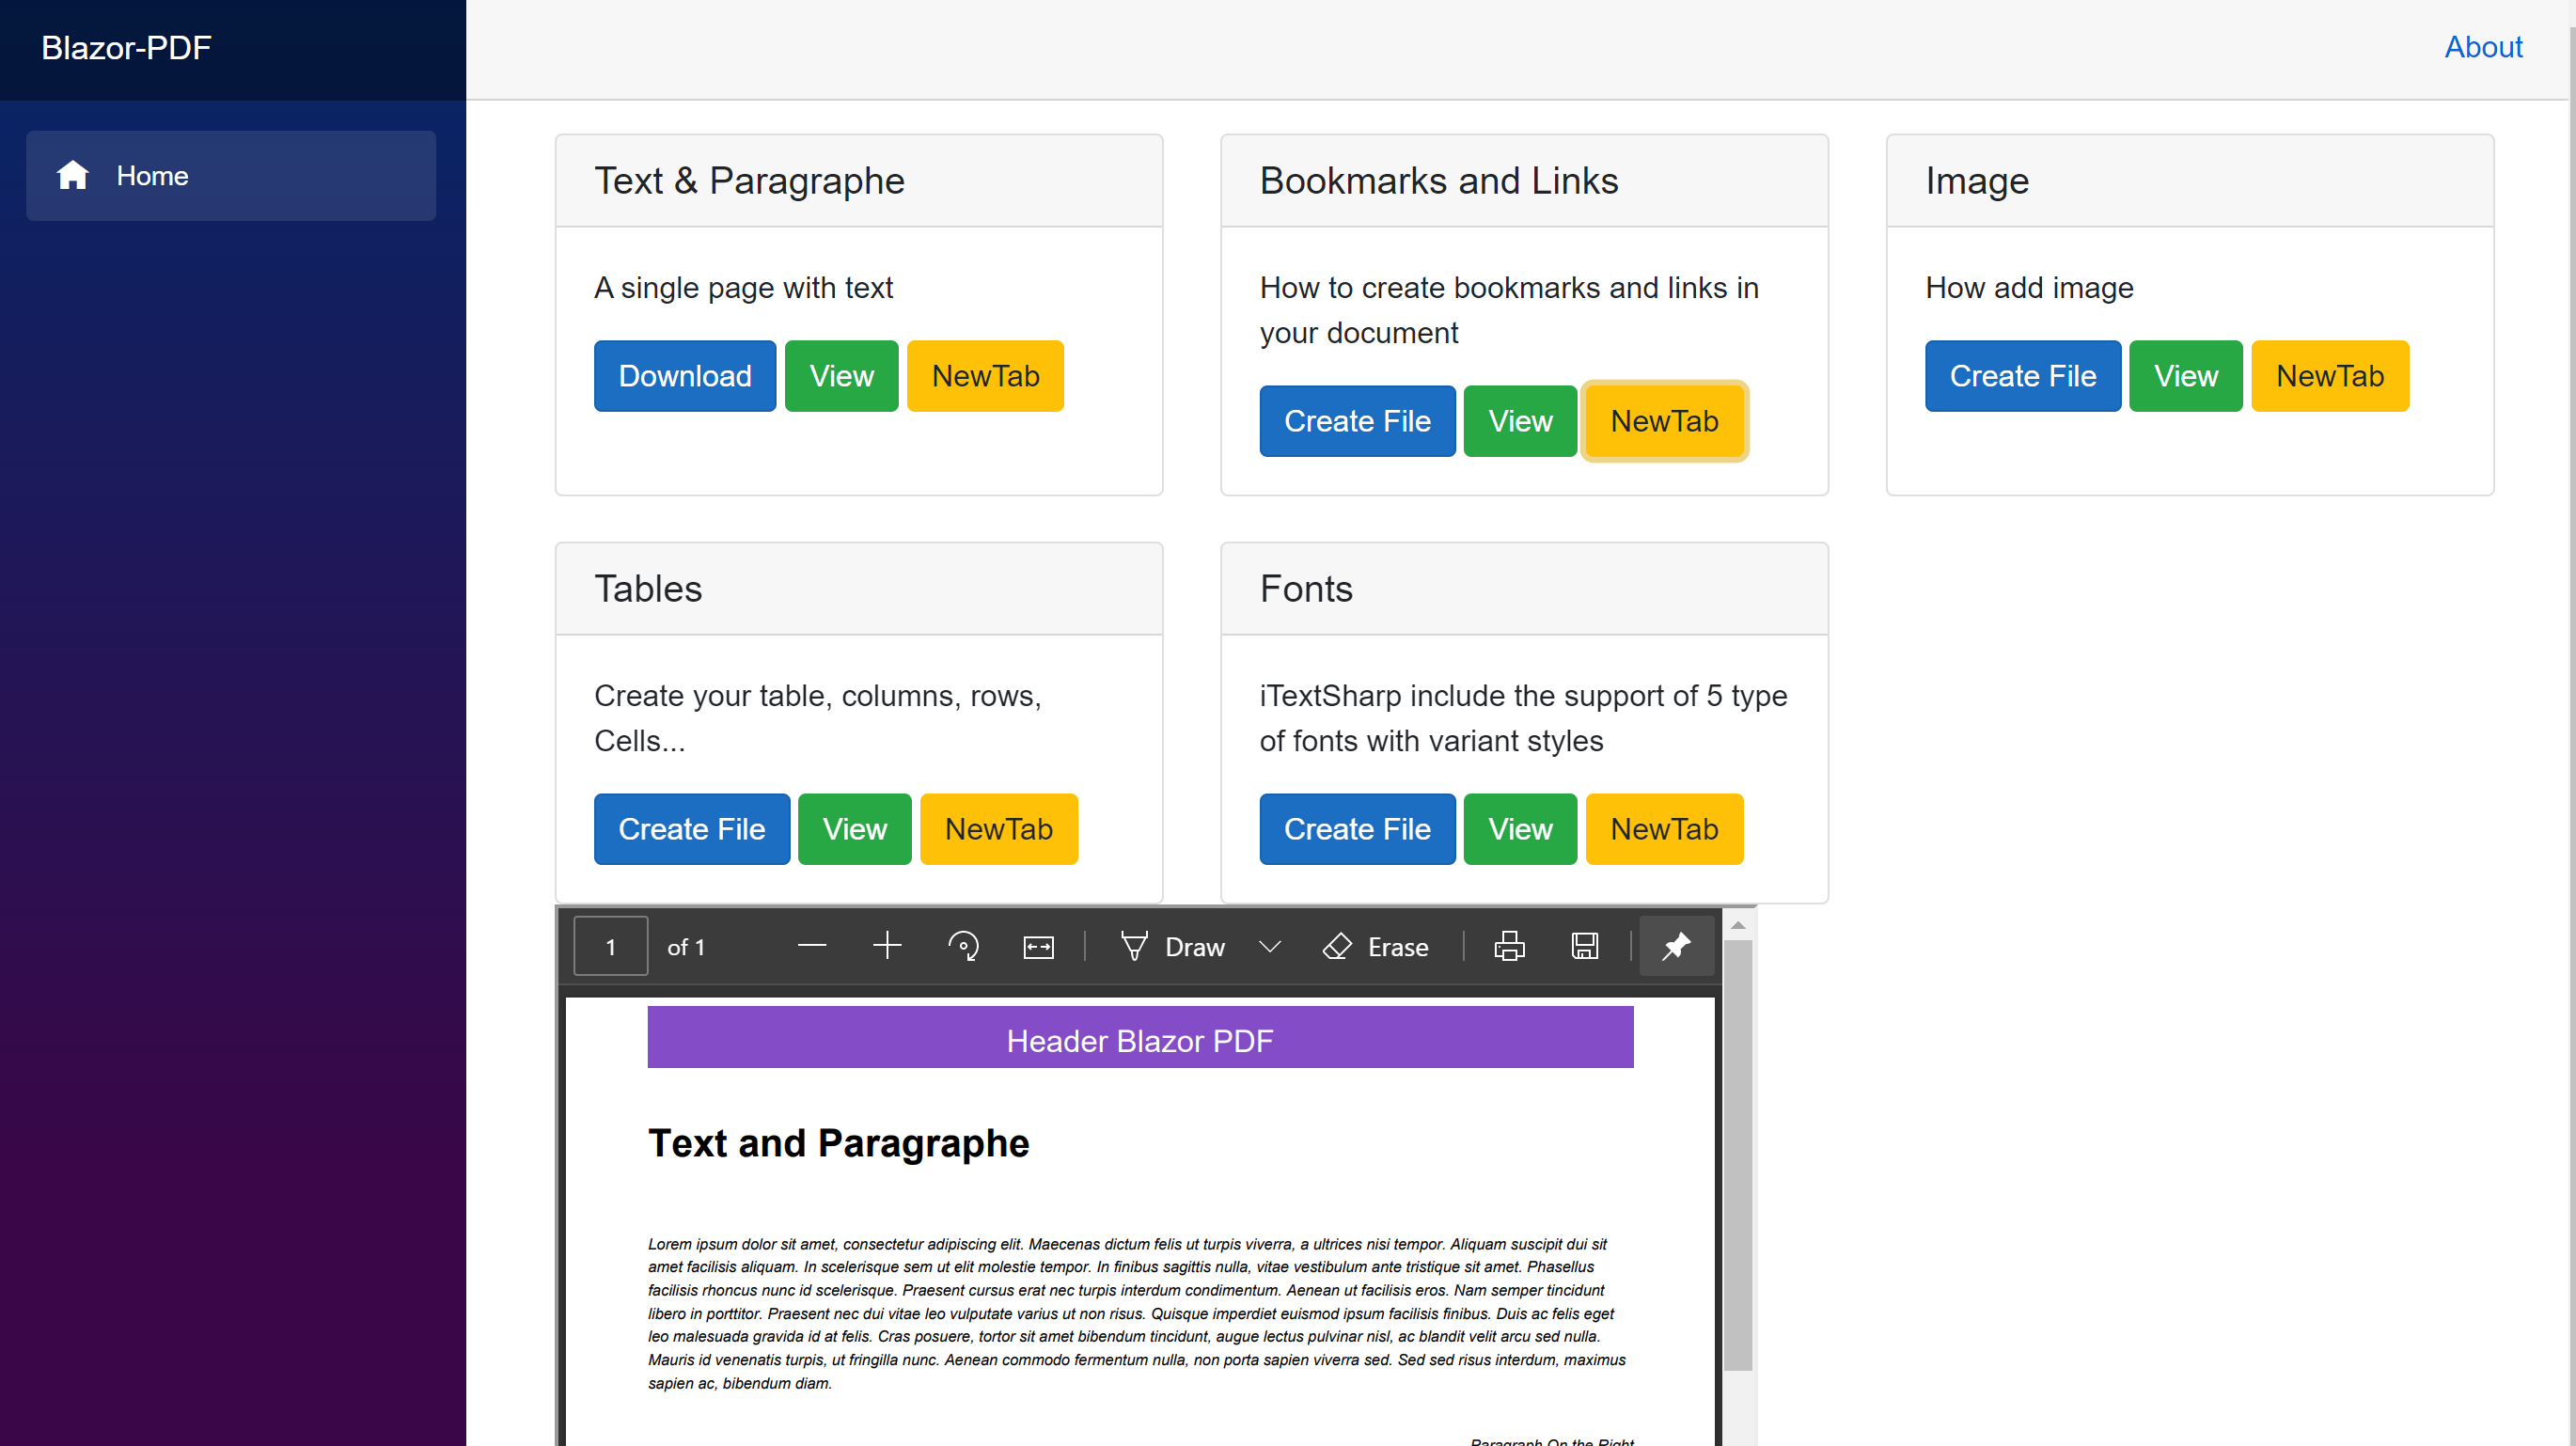 Blazor-PDF
About
Home
Text & Paragraphe
A single page with text
Download View NewTab
Bookmarks and Links
How to create bookmarks and links in
your document
Create File View NewTab
Image
How add image
Create File View NewTab
Tables
Create your table, columns, rows,
Cells...
Create File View NewTab
Fonts
iTextSharp include the support of 5 type
of fonts with variant styles
Create File View NewTab
1 of 1 Draw Erase
Header Blazor PDF
Text and Paragraphe
Lorem ipsum dolor sit amet, consectetur adipiscing elit. Maecenas dictum felis ut turpis viverra, a ultrices nisi tempor. Aliquam suscipit dui sit
amet facilisis aliquam. In scelerisque sem ut elit molestie tempor. In finibus sagittis nulla, vitae vestibulum ante tristique sit amet. Phasellus
facilisis rhoncus nunc id scelerisque. Praesent cursus erat nec turpis interdum condimentum. Aenean ut facilisis eros. Nam semper tincidunt
libero in porttitor. Praesent nec dui vitae leo vulputate varius ut non risus. Quisque imperdiet euismod ipsum facilisis finibus. Duis ac felis eget
leo malesuada gravida id at felis. Cras posuere, tortor sit amet bibendum tincidunt, augue lectus pulvinar nisl, ac blandit velit arcu sed nulla.
Mauris id venenatis turpis, ut fringilla nunc. Aenean commodo fermentum nulla, non porta sapien viverra sed. Sed sed risus interdum, maximus
sapien ac, bibendum diam.
Paragraph On the Right